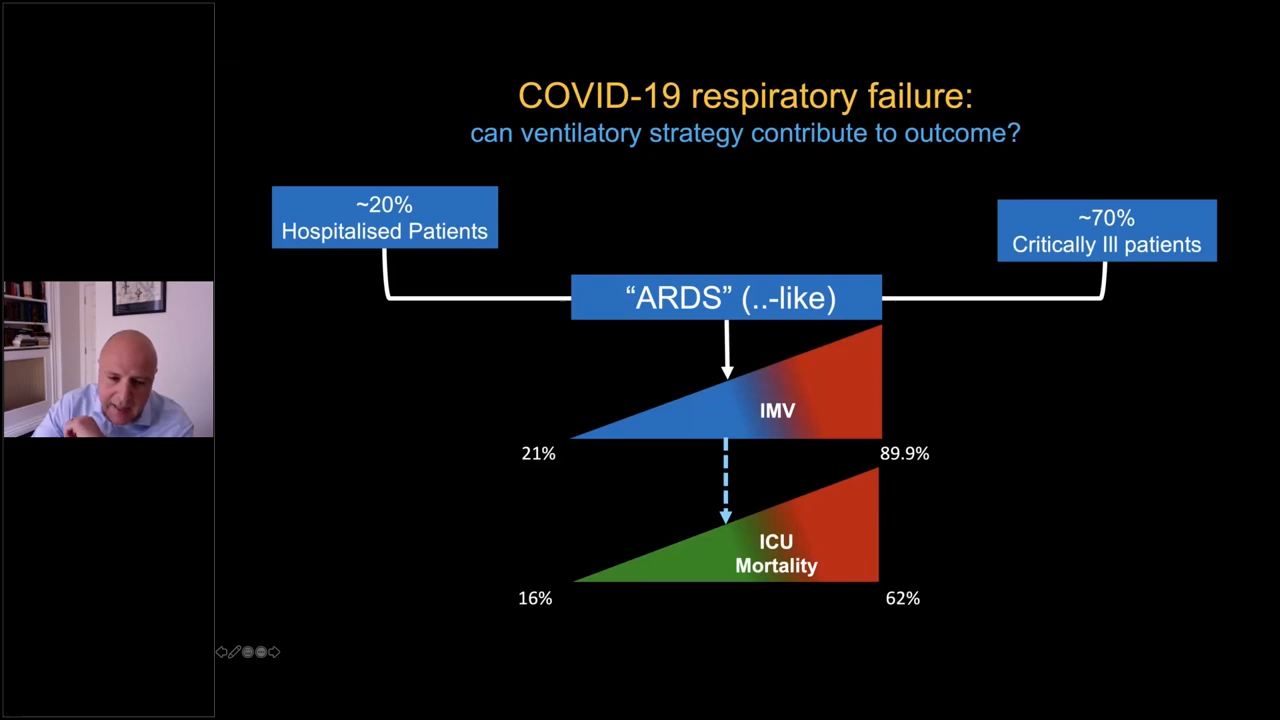 COVID-19 respiratory failure:
can ventilatory strategy contribute to outcome?
~20%
Hospitalised Patients
~70%
Critically Ill patients
“ARDS” (..-like)
IMV
21%
89.9%
ICU
Mortality
16%
62%